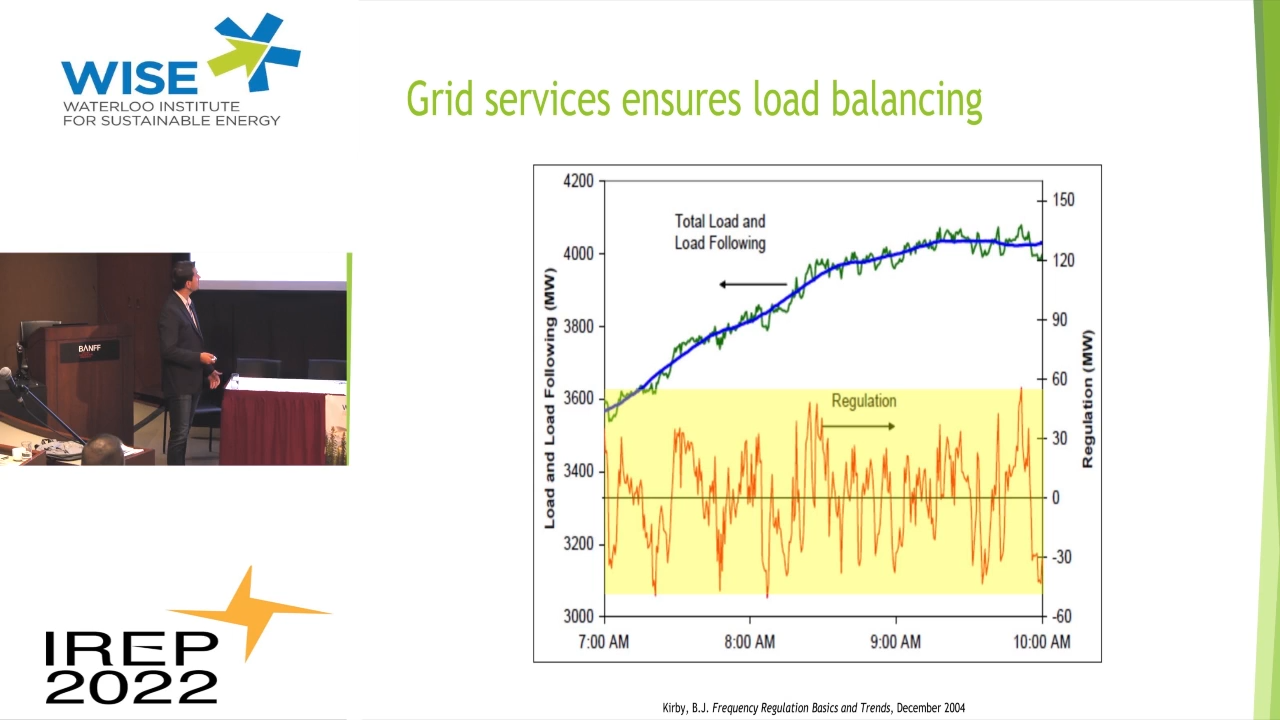 WISE
WATERLOO INSTITUTE
FOR SUSTAINABLE ENERGY
Grid services ensures load balancing
4200
4000
3800
3600
3400
3200
3000
Load and Load Following (MW)
Total Load and
Load Following
Regulation
150
120
90
60
30
0
-30
-60
Regulation (MW)
7:00 AM
8:00 AM
9:00 AM
10:00 AM
BANFF
IREP
2022
Kirby, B.J. Frequency Regulation Basics and Trends, December 2004